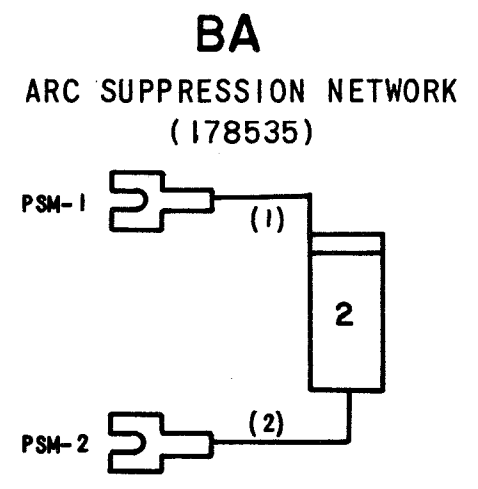 BA
ARC SUPPRESSION NETWORK
(178535)
PSM-1
(1)
2
(2)
PSM-2